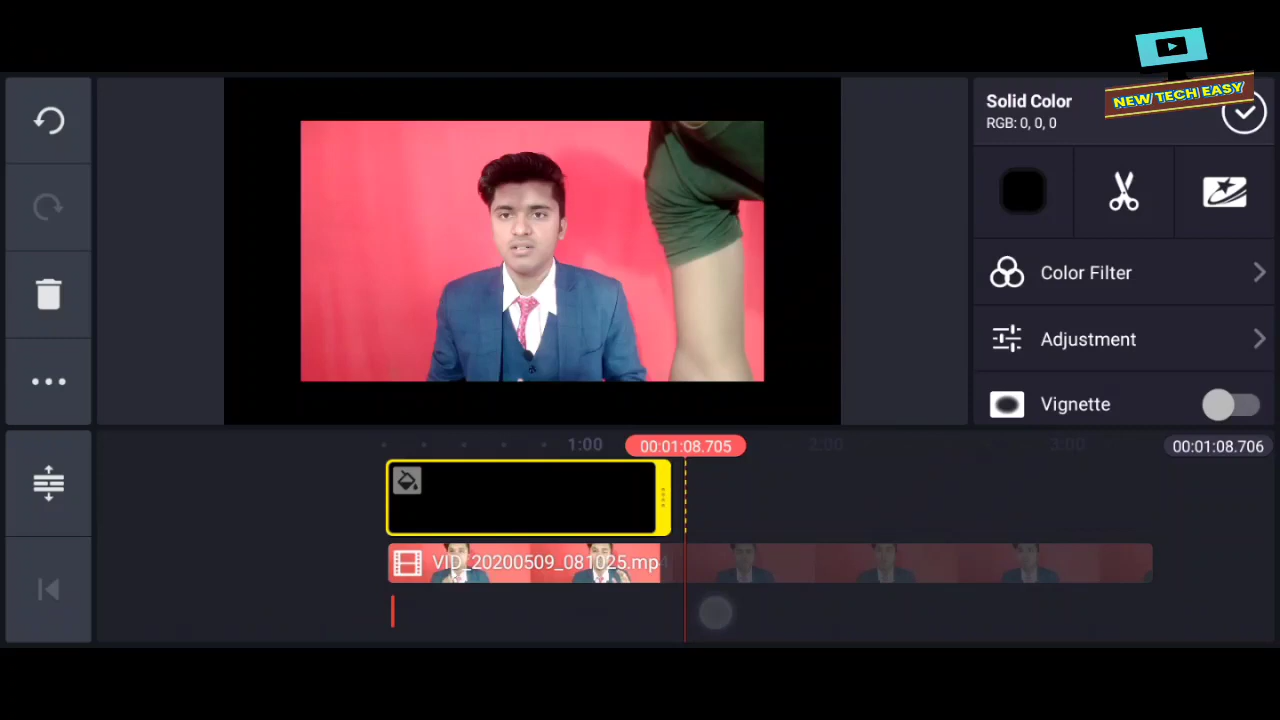 NEW TECH EASY
Solid Color
RGB: 0, 0, 0
Color Filter
Adjustment
Vignette
1:00
00:01:08.705
2:00
3:00
00:01:08.706
VID_20200509_081025.mp4